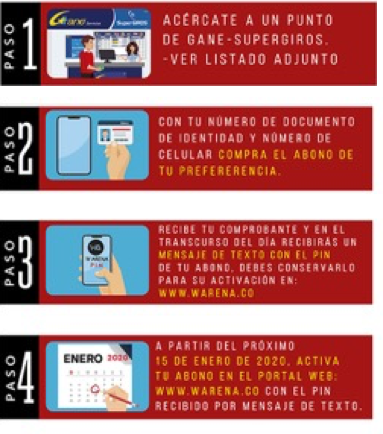 PASO 1
Gane Servicios
SuperGIROS
ACÉRCATE A UN PUNTO
DE GANE-SUPERGIROS.
-VER LISTADO ADJUNTO
PASO 2
CON TU NÚMERO DE DOCUMENTO
DE IDENTIDAD Y NÚMERO DE
CELULAR COMPRA EL ABONO DE
TU PREFERERENCIA.
PASO 3
W.
WARENA
PIN
RECIBE TU COMPROBANTE Y EN EL
TRANSCURSO DEL DÍA RECIBIRÁS UN
MENSAJE DE TEXTO CON EL PIN
DE TU ABONO, DEBES CONSERVARLO
PARA SU ACTIVACIÓN EN:
WWW.WARENA.CO
PASO 4
ENERO 2020
A PARTIR DEL PRÓXIMO
15 DE ENERO DE 2020, ACTIVA
TU ABONO EN EL PORTAL WEB:
WWW.WARENA.CO CON EL PIN
RECIBIDO POR MENSAJE DE TEXTO.